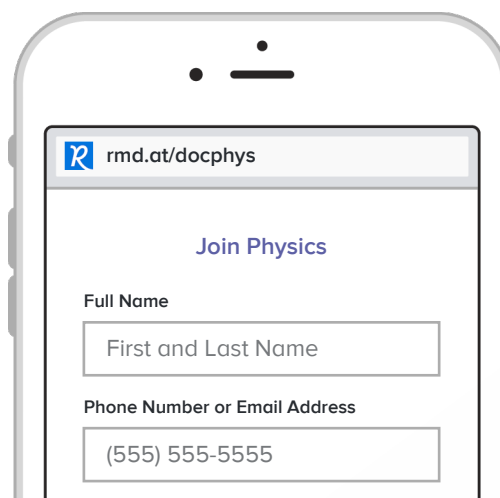 rmd.at/docphys
Join Physics
Full Name
First and Last Name
Phone Number or Email Address
(555) 555-5555